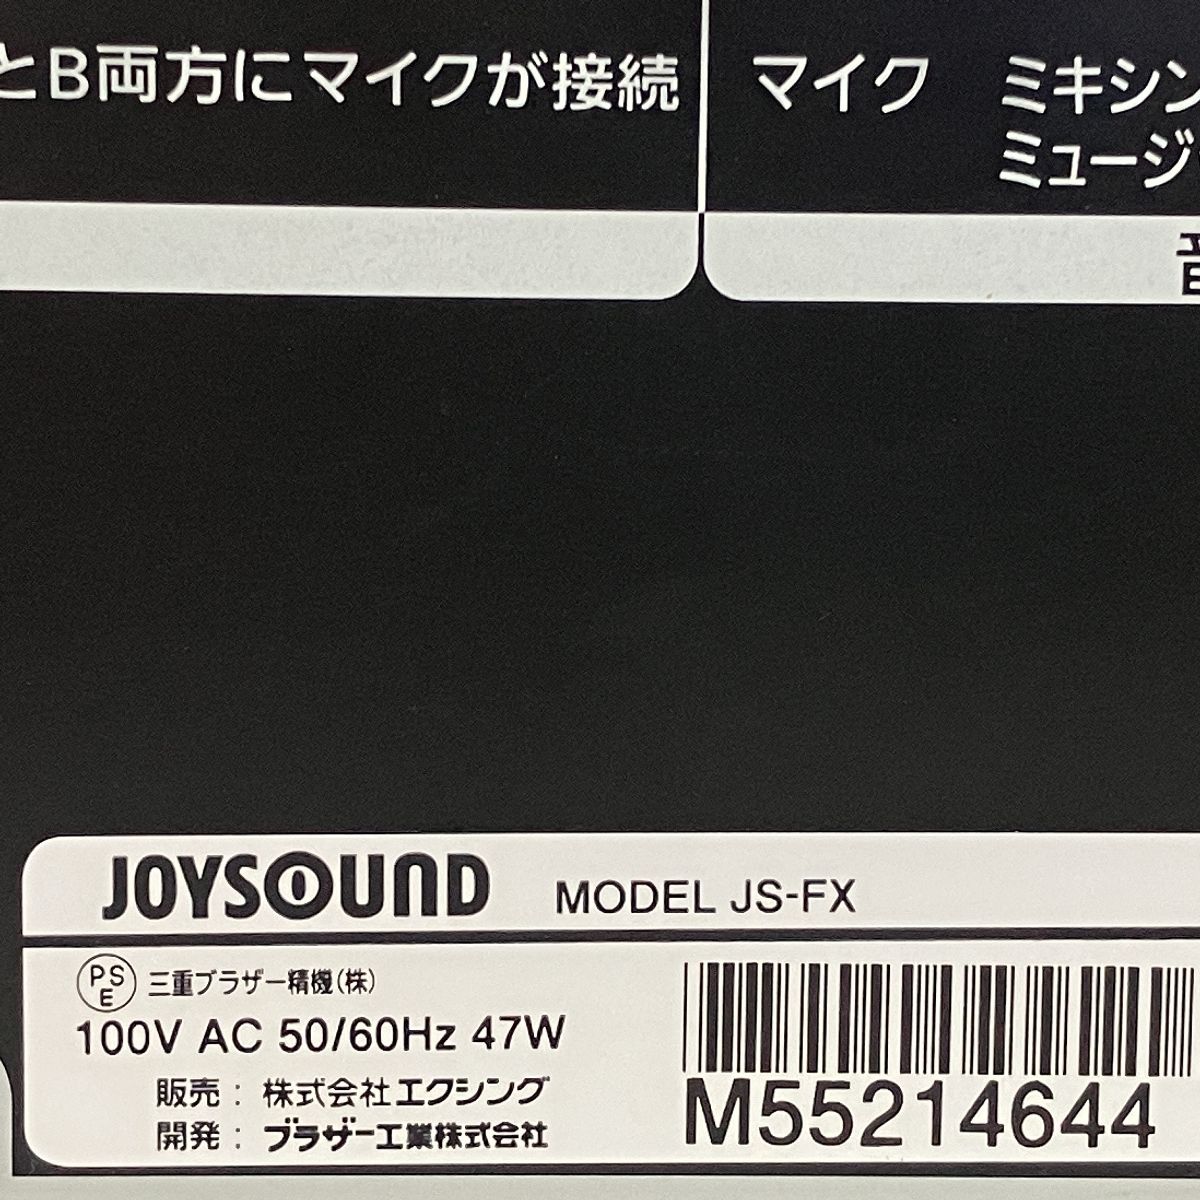 とB両方にマイクが接続
マイク ミキシン
ミュージ
音
JOYSOUND MODEL JS-FX
PSE 三重ブラザー精機(株)
100V AC 50/60Hz 47W
販売: 株式会社エクシング
開発: ブラザー工業株式会社
M55214644